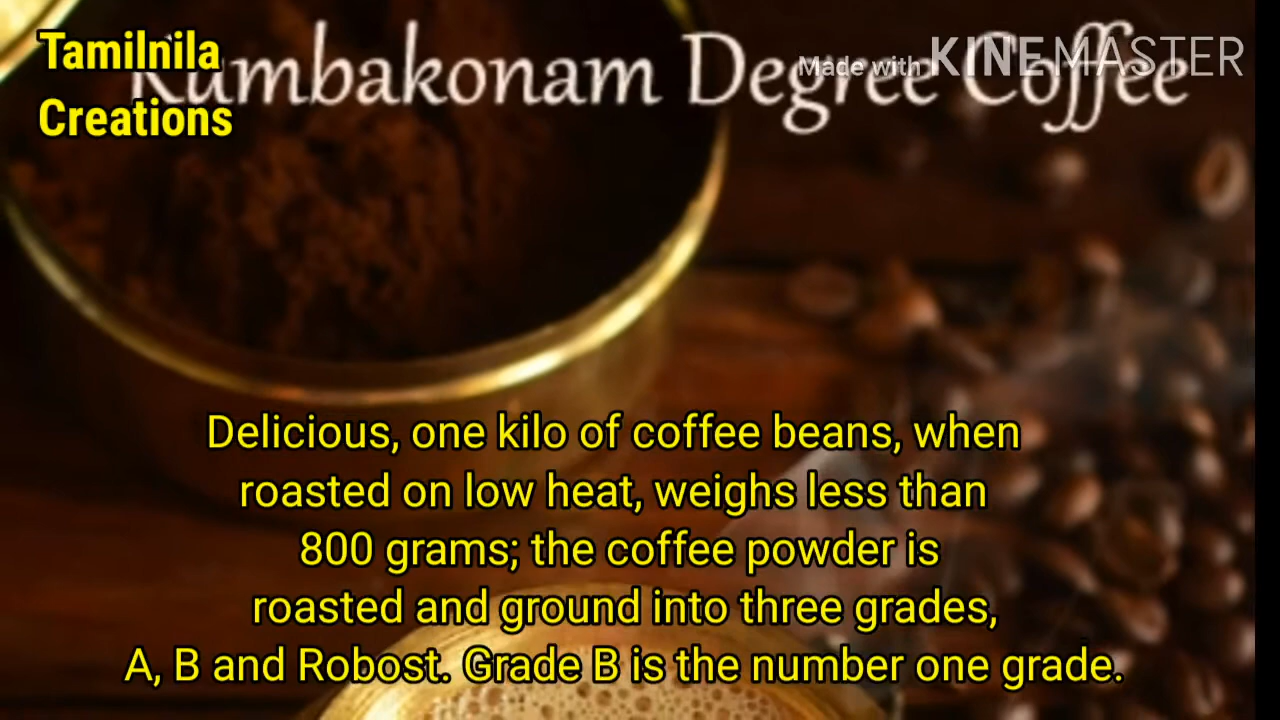 Tamilnila
Creations
Kumbakonam Degree Coffee
Made with KINEMASTER
Delicious, one kilo of coffee beans, when
roasted on low heat, weighs less than
800 grams; the coffee powder is
roasted and ground into three grades,
A, B and Robost. Grade B is the number one grade.